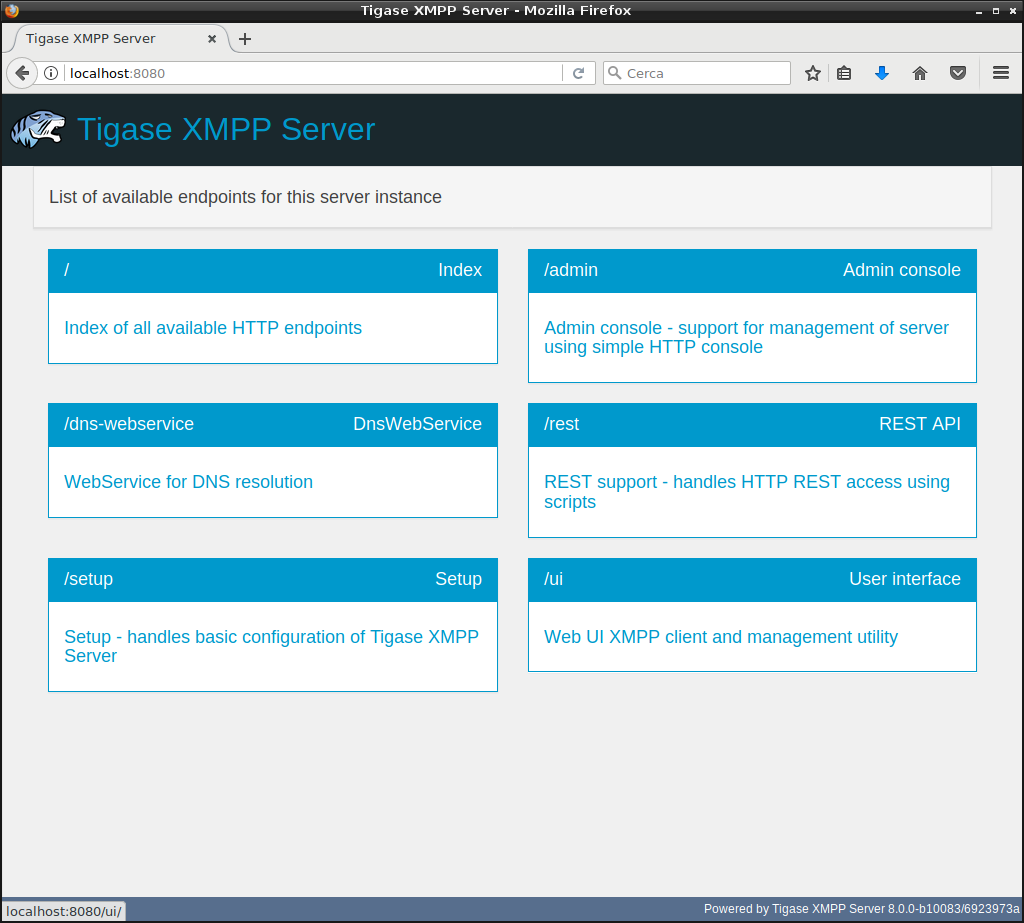 Tigase XMPP Server - Mozilla Firefox
Tigase XMPP Server
localhost:8080
Cerca
Tigase XMPP Server
List of available endpoints for this server instance
/ Index
Index of all available HTTP endpoints
/admin Admin console
Admin console - support for management of server
using simple HTTP console
/dns-webservice DnsWebService
WebService for DNS resolution
/rest REST API
REST support - handles HTTP REST access using
scripts
/setup Setup
Setup - handles basic configuration of Tigase XMPP
Server
/ui User interface
Web UI XMPP client and management utility
localhost:8080/ui/
Powered by Tigase XMPP Server 8.0.0-b10083/6923973a